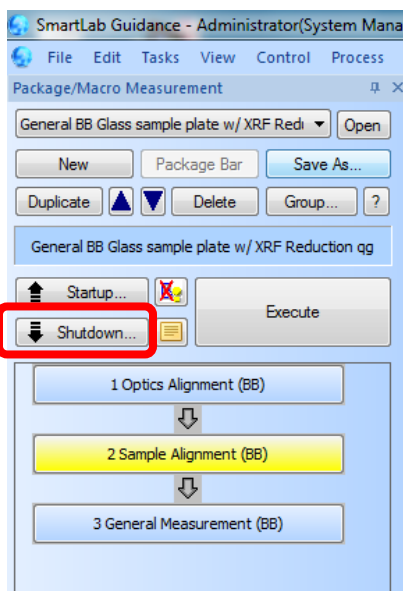 SmartLab Guidance - Administrator(System Mana
File Edit Tasks View Control Process
Package/Macro Measurement
General BB Glass sample plate w/ XRF Redu Open
New Package Bar Save As...
Duplicate Delete Group... ?
General BB Glass sample plate w/ XRF Reduction qg
Startup...
Execute
Shutdown...
1 Optics Alignment (BB)
2 Sample Alignment (BB)
3 General Measurement (BB)